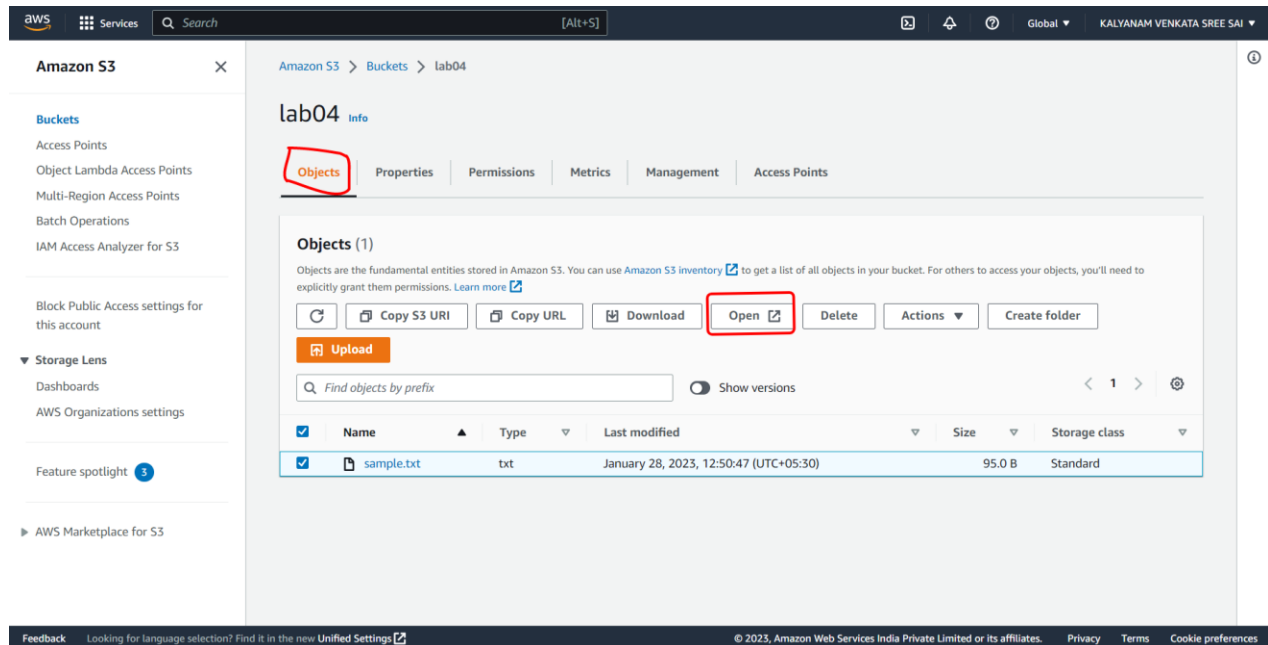 aws
Services
Search
[Alt+S]
Global ▼
KALYANAM VENKATA SREE SAI ▼
Amazon S3
Buckets
Access Points
Object Lambda Access Points
Multi-Region Access Points
Batch Operations
IAM Access Analyzer for S3
Block Public Access settings for
this account
▼ Storage Lens
Dashboards
AWS Organizations settings
Feature spotlight 3
▶ AWS Marketplace for S3
Amazon S3 > Buckets > lab04
lab04 Info
Objects Properties Permissions Metrics Management Access Points
Objects (1)
Objects are the fundamental entities stored in Amazon S3. You can use Amazon S3 inventory to get a list of all objects in your bucket. For others to access your objects, you'll need to
explicitly grant them permissions. Learn more
Copy S3 URI Copy URL Download Open Delete Actions ▼ Create folder
Upload
Find objects by prefix Show versions < 1 >
Name ▲ Type Last modified Size Storage class
sample.txt txt January 28, 2023, 12:50:47 (UTC+05:30) 95.0 B Standard
Feedback Looking for language selection? Find it in the new Unified Settings © 2023, Amazon Web Services India Private Limited or its affiliates. Privacy Terms Cookie preferences